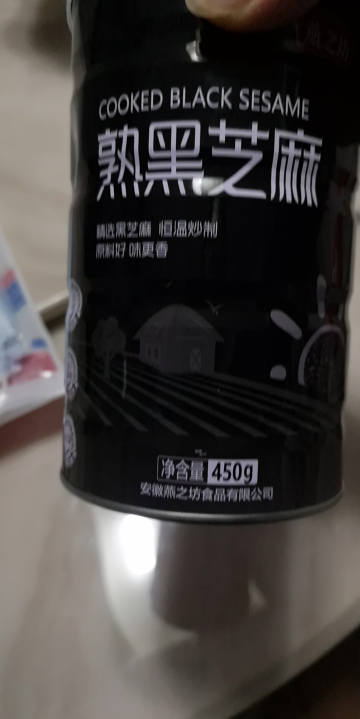 COOKED BLACK SESAME
熟黑芝麻
精选黑芝麻 恒温炒制
原料好 味更香
净含量 450g
安徽燕之坊食品有限公司